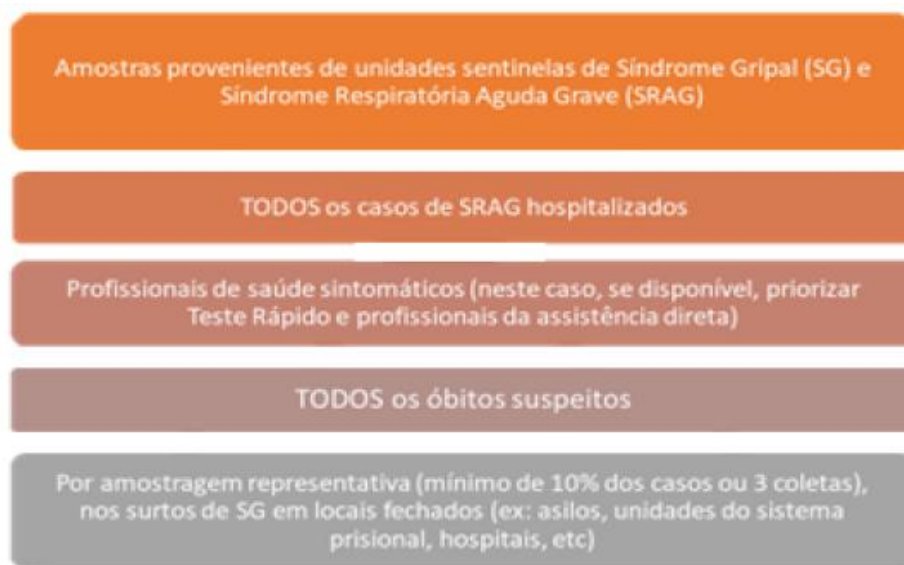 Amostras provenientes de unidades sentinelas de Síndrome Gripal (SG) e
Síndrome Respiratória Aguda Grave (SRAG)
TODOS os casos de SRAG hospitalizados
Profissionais de saúde sintomáticos (neste caso, se disponível, priorizar
Teste Rápido e profissionais da assistência direta)
TODOS os óbitos suspeitos
Por amostragem representativa (mínimo de 10% dos casos ou 3 coletas),
nos surtos de SG em locais fechados (ex: asilos, unidades do sistema
prisional, hospitais, etc)